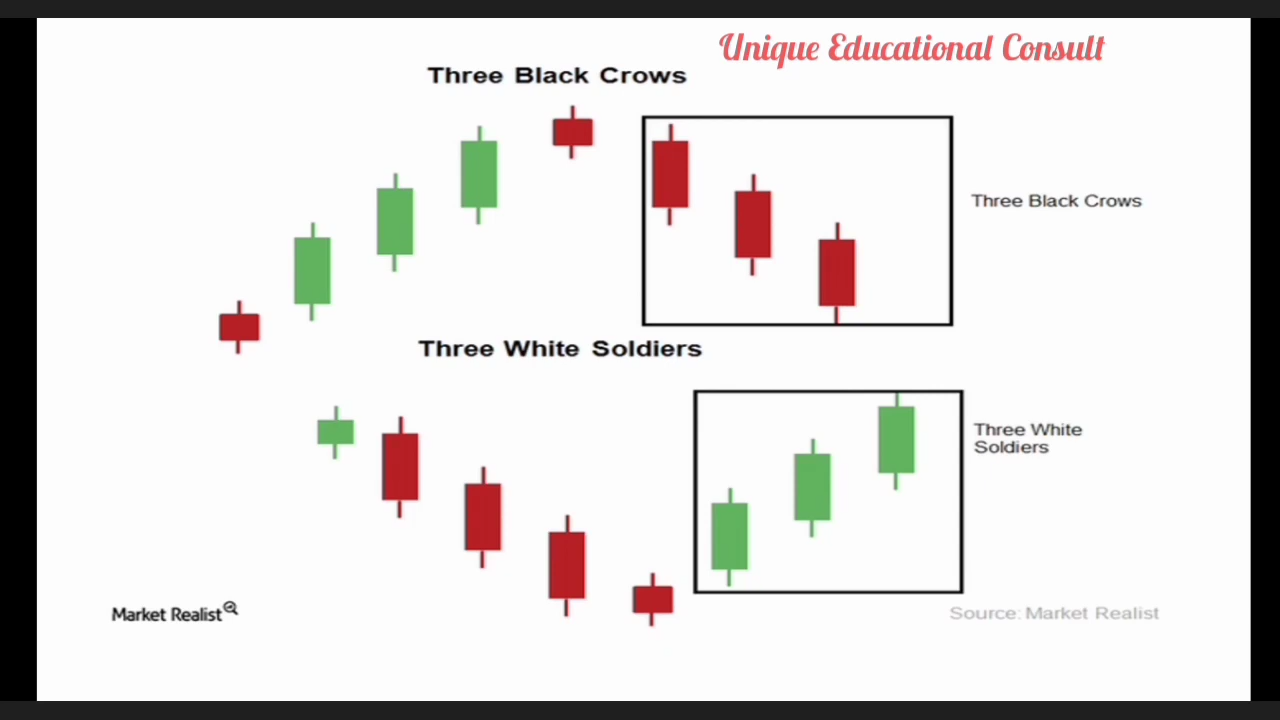 Unique Educational Consult
Three Black Crows
Three Black Crows
Three White Soldiers
Three White
Soldiers
Market Realist
Source: Market Realist